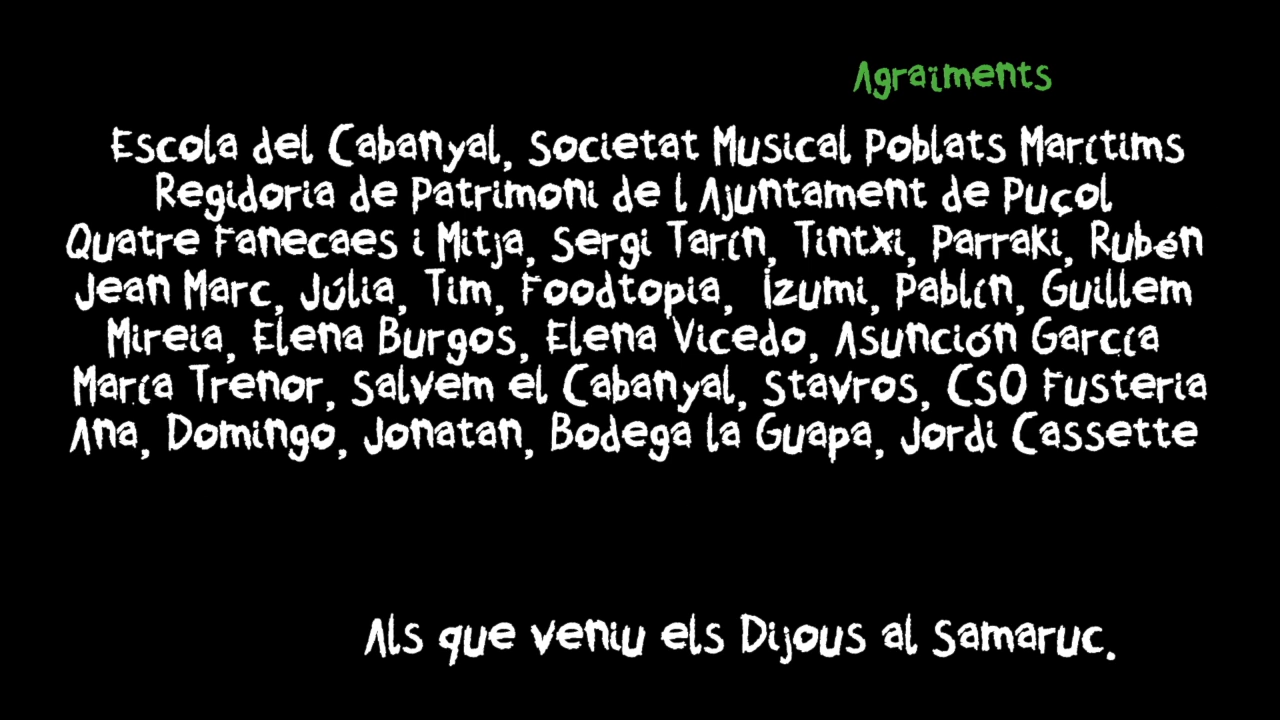 Agraïments
Escola del Cabanyal, Societat Musical Poblats Marítims
Regidoria de Patrimoni de l Ajuntament de Puçol
Quatre Fanecaes i Mitja, Sergi Tarín, Tintxi, Parraki, Rubén
Jean Marc, Júlia, Tim, Foodtopia, Izumi, Pablín, Guillem
Mireia, Elena Burgos, Elena Vicedo, Asunción García
María Trenor, Salvem el Cabanyal, Stavros, CSO Fusteria
Ana, Domingo, Jonatan, Bodega la Guapa, Jordi Cassette
Als que veniu els Dijous al Samaruc.